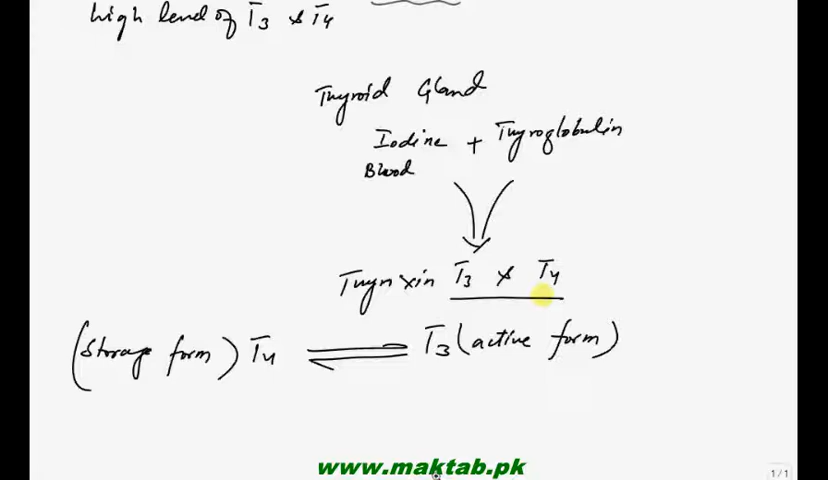 high level of T3 & T4
Thyroid Gland
Iodine + Thyroglobulin
Blood
Thyroxin T3 & T4
(Storage form) T4 ⇌ T3 (active form)
www.maktab.pk
1/1